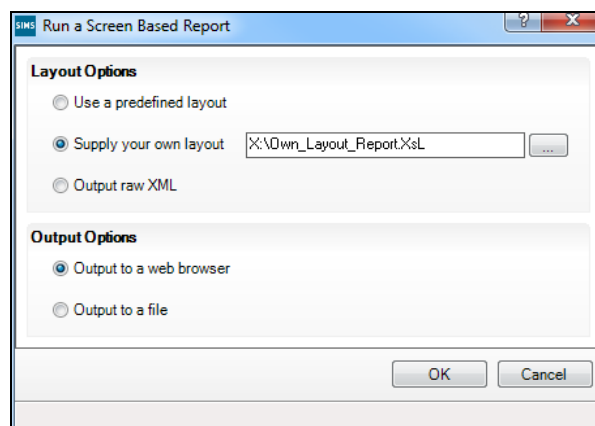 SIMS Run a Screen Based Report ? X
Layout Options
Use a predefined layout
Supply your own layout X:\Own_Layout_Report.XsL ...
Output raw XML
Output Options
Output to a web browser
Output to a file
OK Cancel